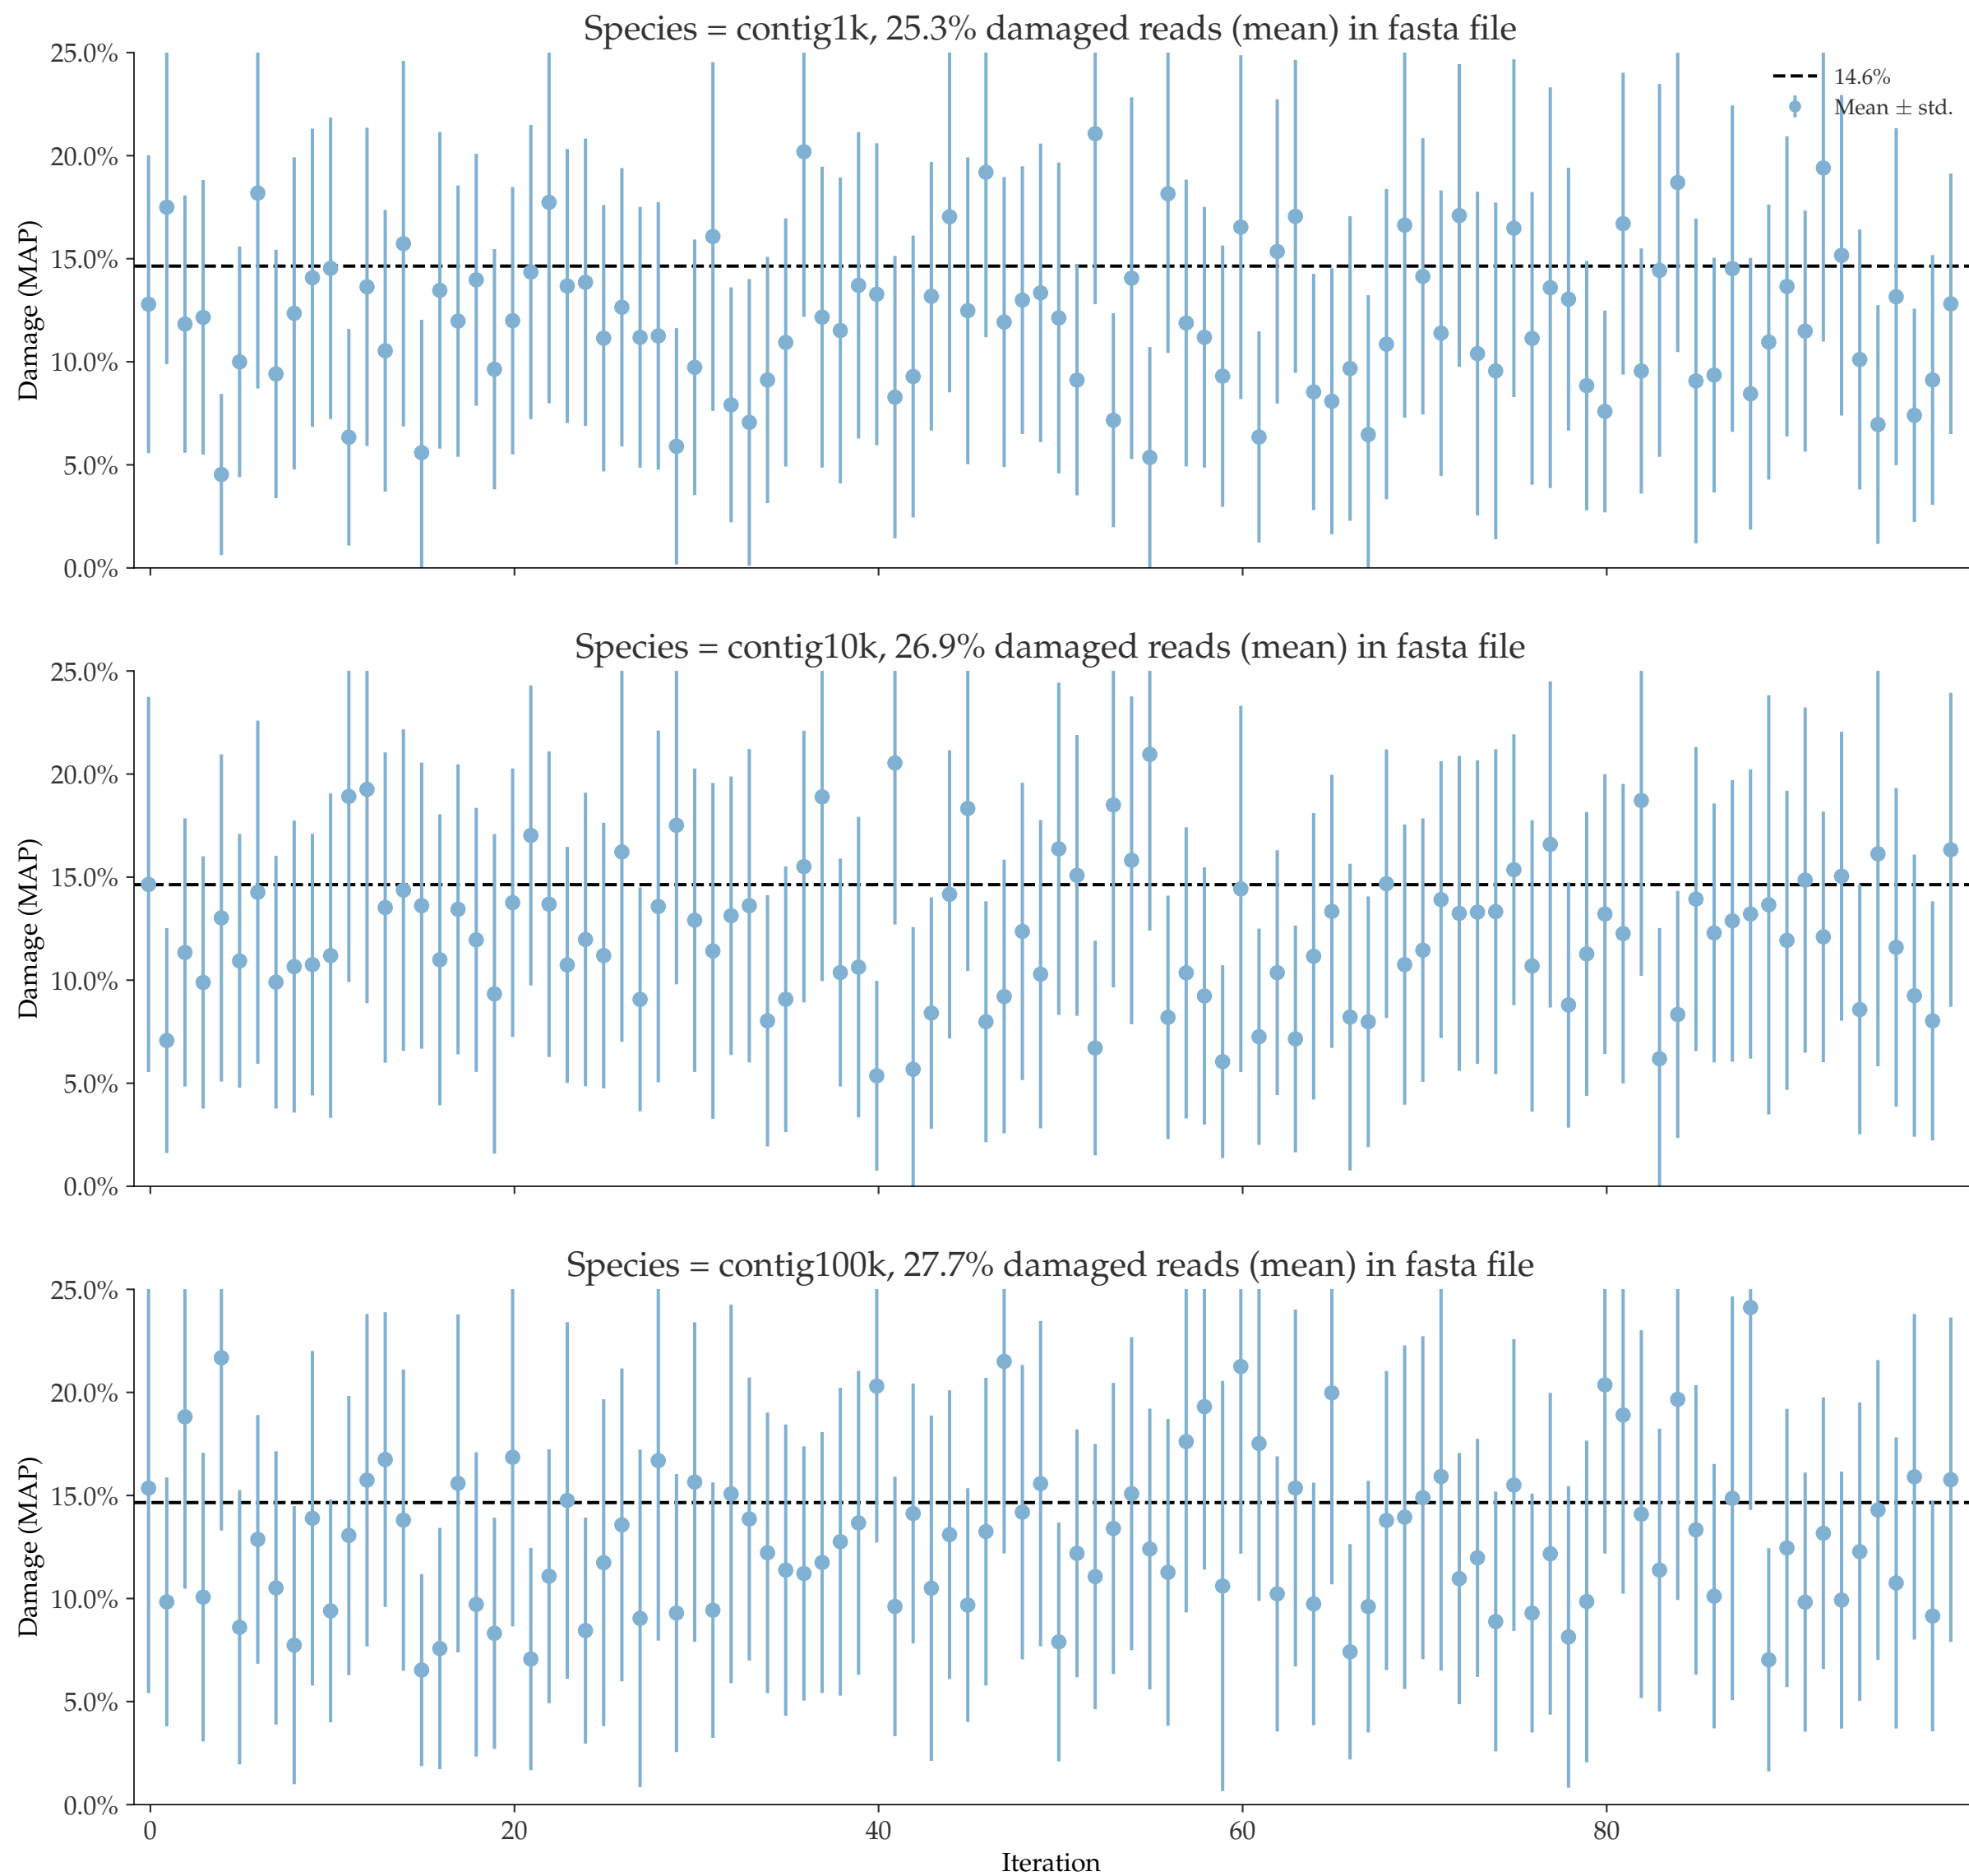 Species = contig1k, 25.3% damaged reads (mean) in fasta file
25.0%
20.0%
15.0%
10.0%
5.0%
0.0%
Damage (MAP)
14.6%
Mean ± std.
Species = contig10k, 26.9% damaged reads (mean) in fasta file
25.0%
20.0%
15.0%
10.0%
5.0%
0.0%
Damage (MAP)
Species = contig100k, 27.7% damaged reads (mean) in fasta file
25.0%
20.0%
15.0%
10.0%
5.0%
0.0%
Damage (MAP)
0 20 40 60 80
Iteration